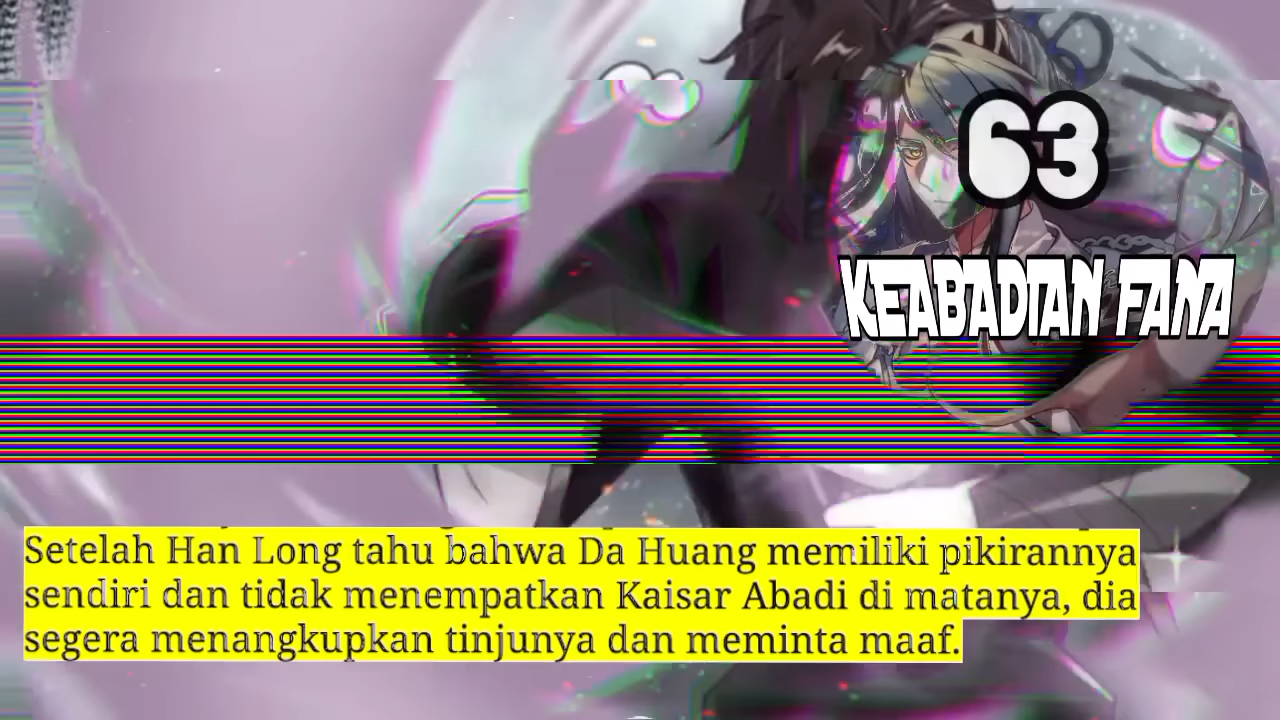 63
KEABADIAN FANA
Setelah Han Long tahu bahwa Da Huang memiliki pikirannya
sendiri dan tidak menempatkan Kaisar Abadi di matanya, dia
segera menangkupkan tinjunya dan meminta maaf.